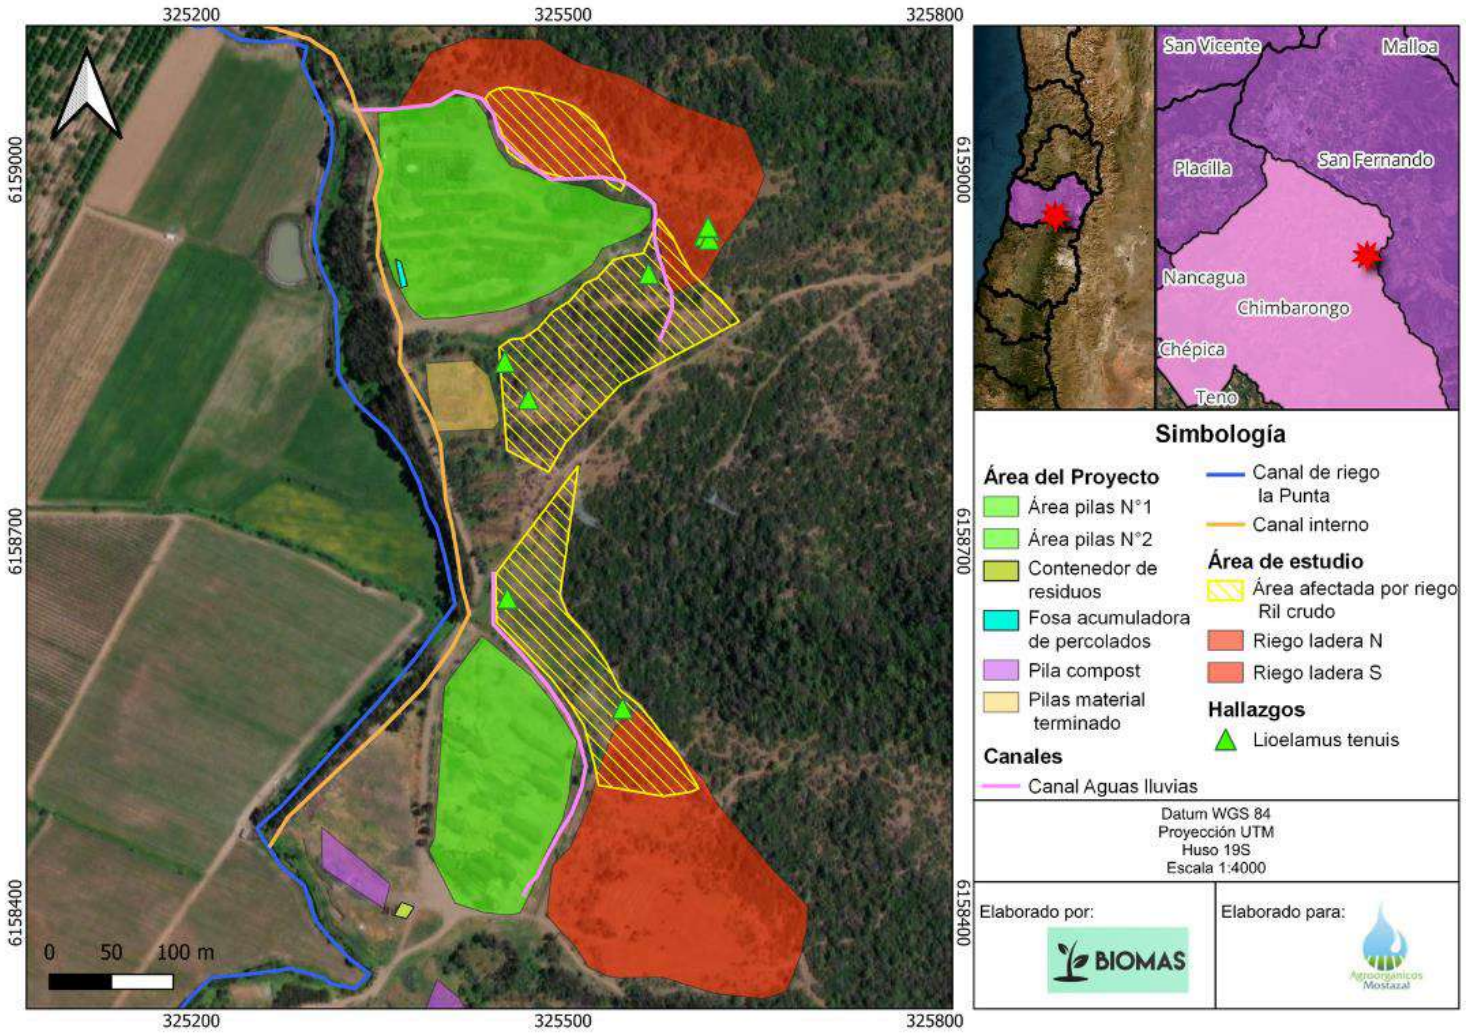 325200
325500
325800
6159000
6158700
6158400
6159000
6158700
6158400
0 50 100 m
325200
325500
325800
San Vicente
Malloa
Placilla
San Fernando
Nancagua
Chimbarongo
Chépica
Teno
Simbología
Área del Proyecto
Área pilas N°1
Área pilas N°2
Contenedor de
residuos
Fosa acumuladora
de percolados
Pila compost
Pilas material
terminado
Canales
Canal Aguas lluvias
Canal de riego
la Punta
Canal interno
Área de estudio
Área afectada por riego
Ril crudo
Riego ladera N
Riego ladera S
Hallazgos
Lioelamus tenuis
Datum WGS 84
Proyección UTM
Huso 19S
Escala 1:4000
Elaborado por:
BIOMAS
Elaborado para:
Agroorganicos
Mostazal